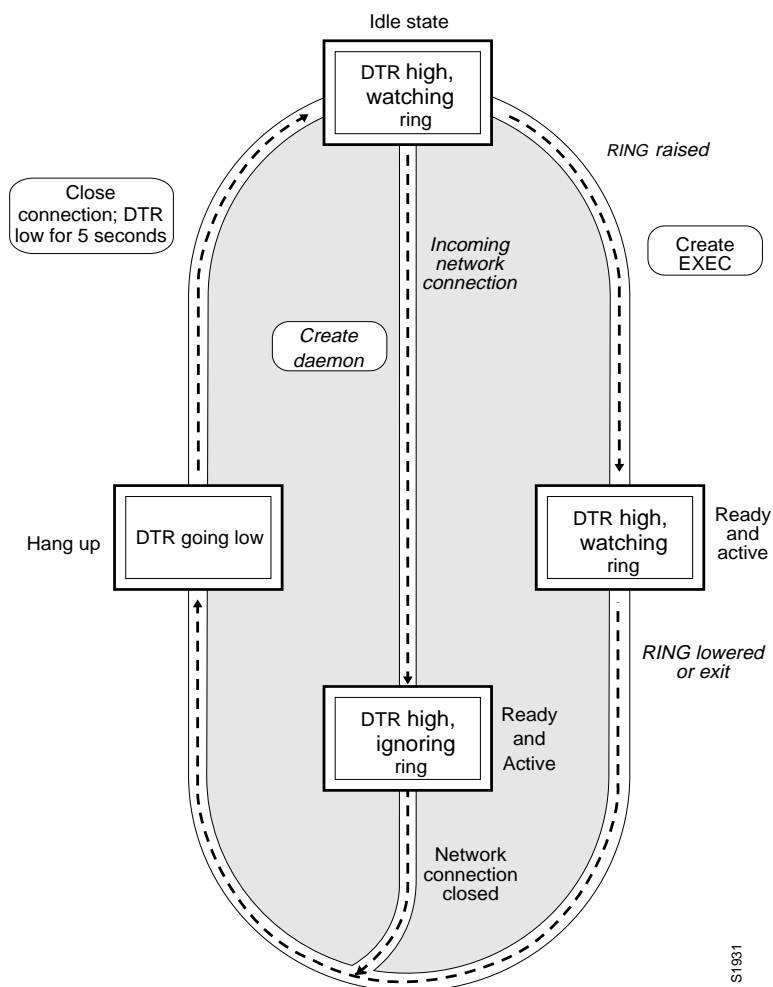 Idle state
DTR high,
watching
ring
RING raised
Close
connection; DTR
low for 5 seconds
Incoming
network
connection
Create
EXEC
Create
daemon
Hang up
DTR going low
DTR high,
watching
ring
Ready
and
active
RING lowered
or exit
DTR high,
ignoring
ring
Ready
and
Active
Network
connection
closed
S1931